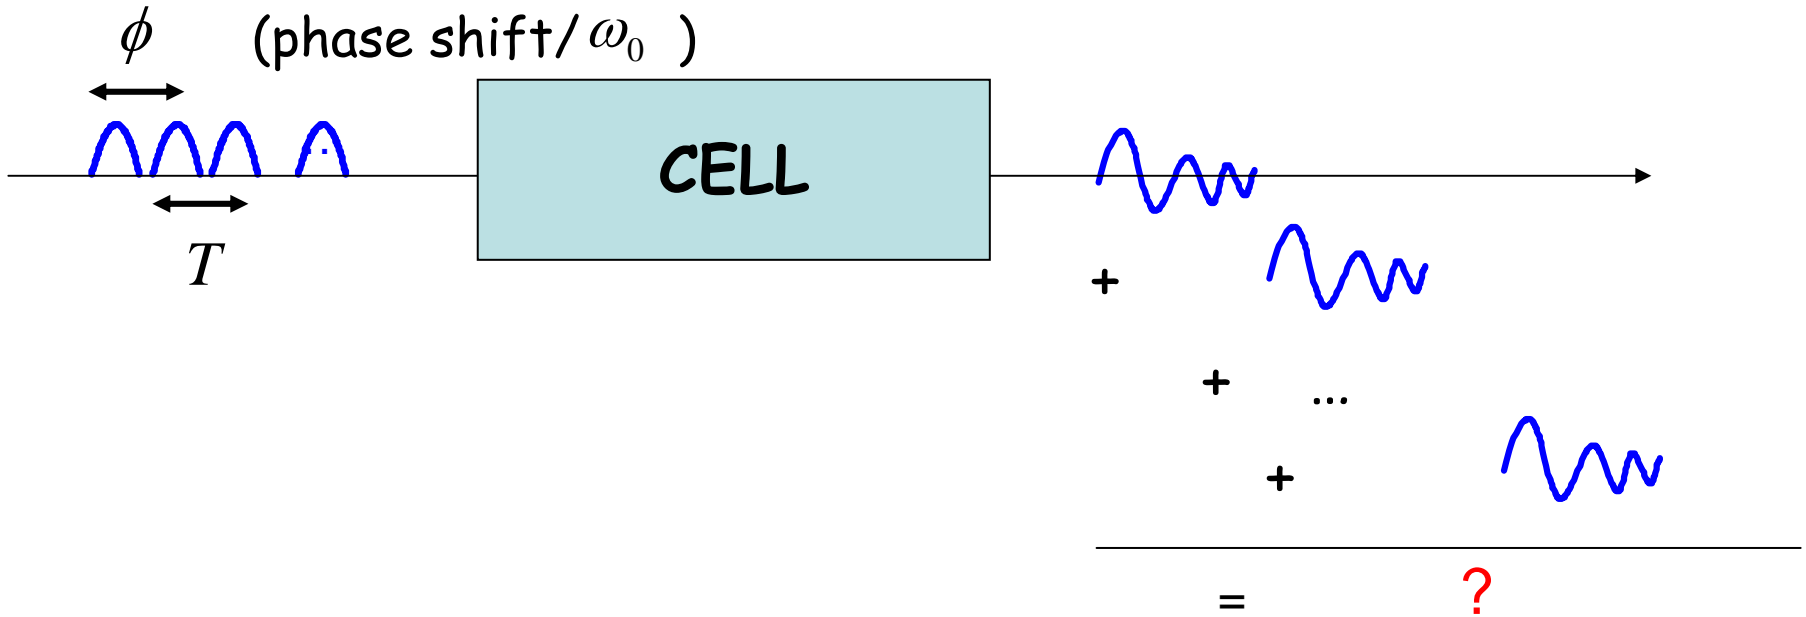 ϕ (phase shift/ω₀ )
CELL
T
+
+ ...
+
= ?